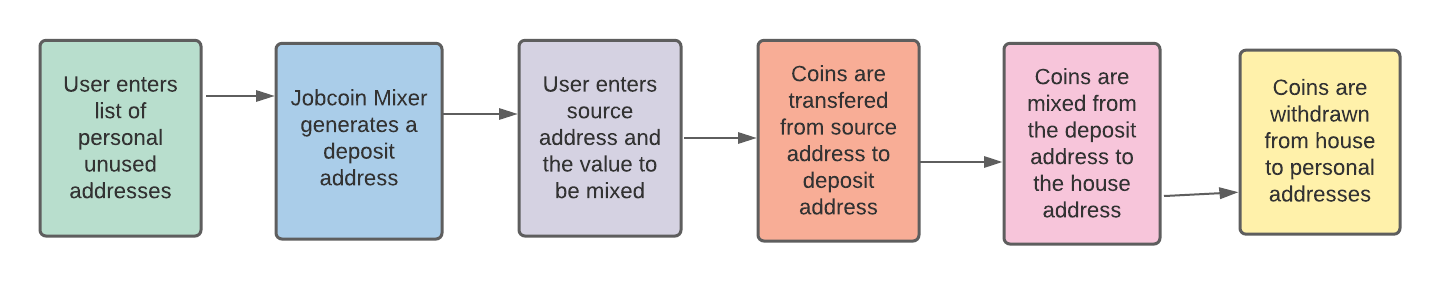 User enters
list of
personal
unused
addresses
Jobcoin Mixer
generates a
deposit
address
User enters
source
address and
the value to
be mixed
Coins are
transfered
from source
address to
deposit
address
Coins are
mixed from
the deposit
address to
the house
address
Coins are
withdrawn
from house
to personal
addresses